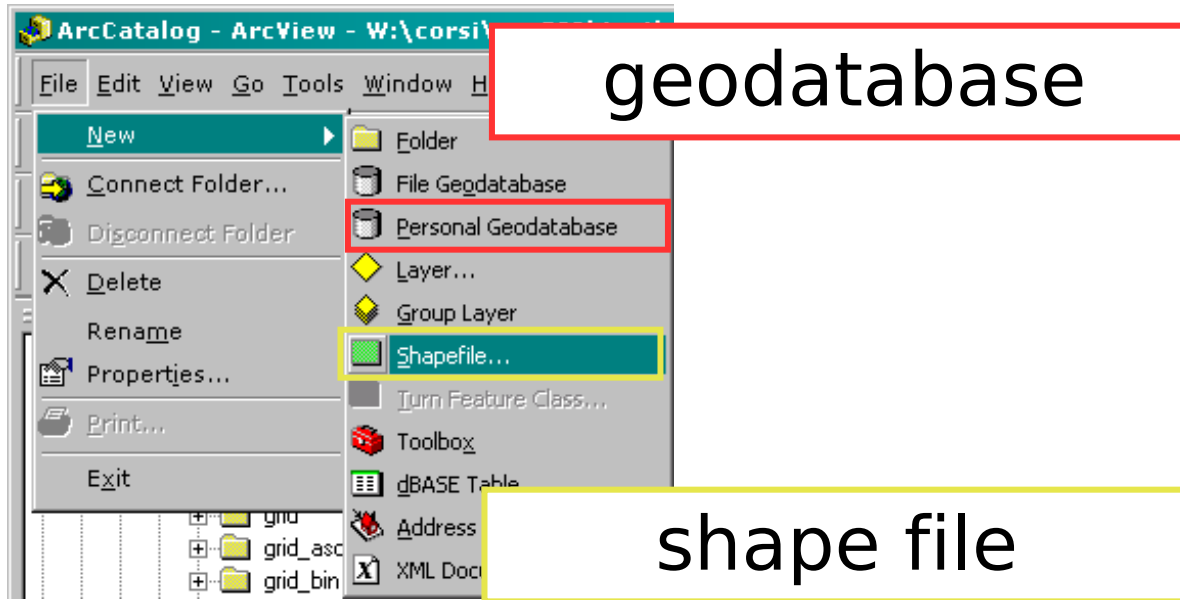 ArcCatalog - ArcView - W:\corsi\
geodatabase
File Edit View Go Tools Window H
New
Connect Folder...
Disconnect Folder
Delete
Rename
Properties...
Print...
Exit
Folder
File Geodatabase
Personal Geodatabase
Layer...
Group Layer
Shapefile...
Turn Feature Class...
Toolbox
dBASE Table
Address
XML Docu
grid
grid_asc
grid_bin
shape file